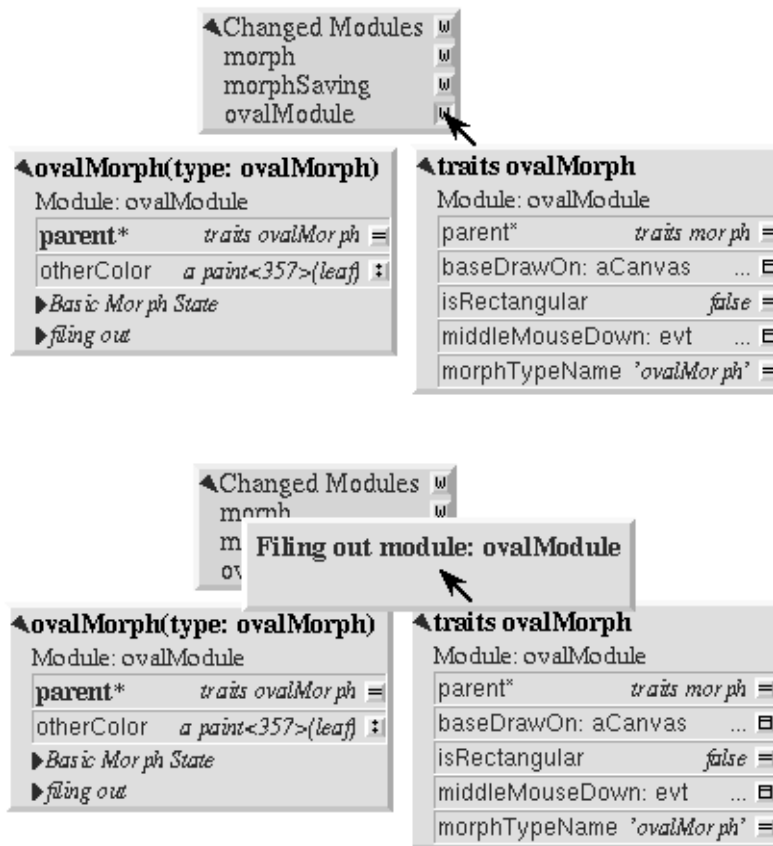 Changed Modules W
morph W
morphSaving W
ovalModule W
ovalMorph(type: ovalMorph)
Module: ovalModule
parent* traits ovalMorph =
otherColor a paint<357>(leaf) :
Basic Morph State
filing out
traits ovalMorph
Module: ovalModule
parent* traits morph =
baseDrawOn: aCanvas ...
isRectangular false =
middleMouseDown: evt ...
morphTypeName 'ovalMorph' =
Changed Modules W
morph W
m
ov
Filing out module: ovalModule
ovalMorph(type: ovalMorph)
Module: ovalModule
parent* traits ovalMorph =
otherColor a paint<357>(leaf) :
Basic Morph State
filing out
traits ovalMorph
Module: ovalModule
parent* traits morph =
baseDrawOn: aCanvas ...
isRectangular false =
middleMouseDown: evt ...
morphTypeName 'ovalMorph' =